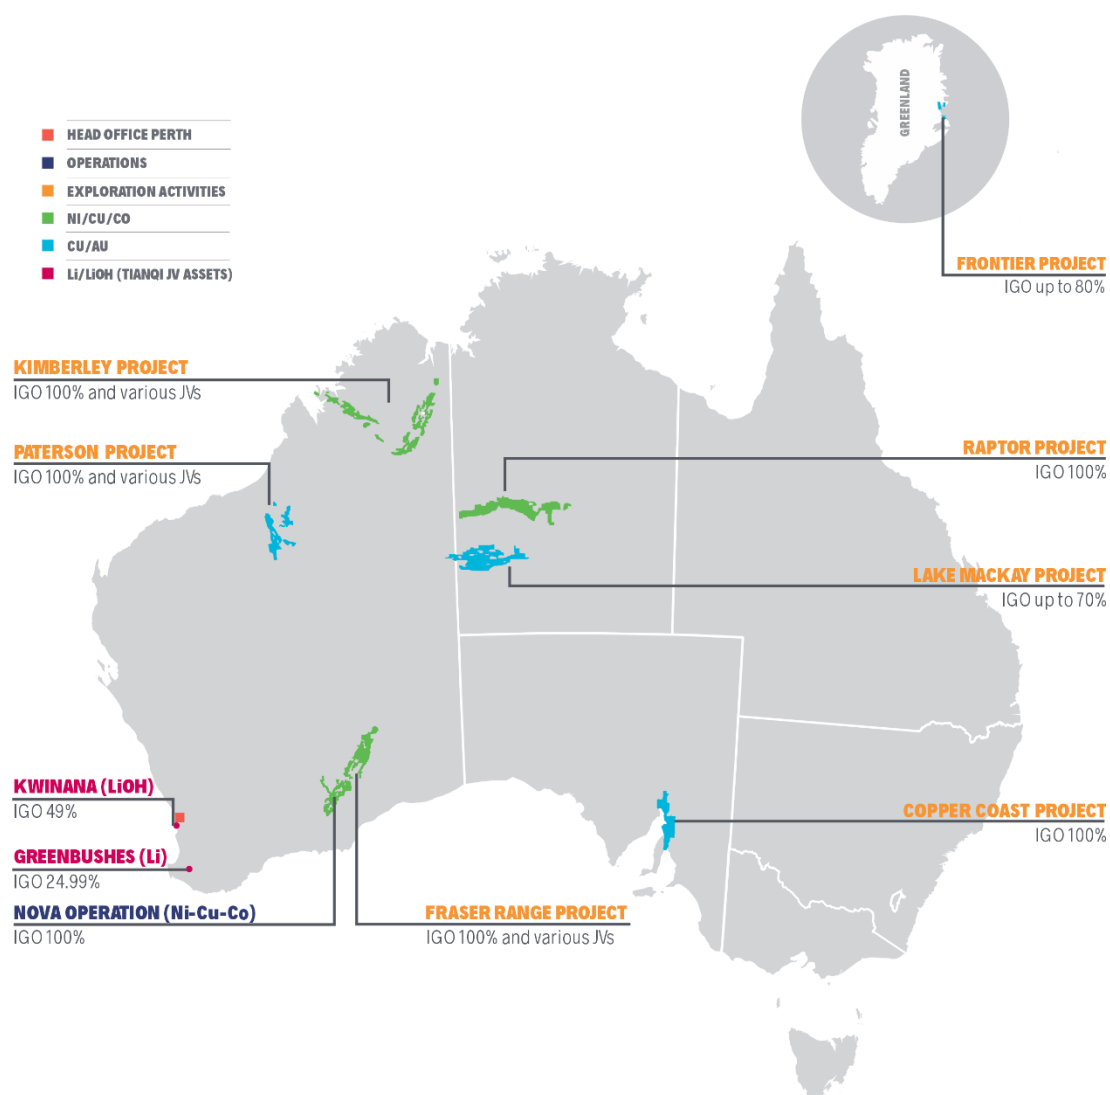 GREENLAND
HEAD OFFICE PERTH
OPERATIONS
EXPLORATION ACTIVITIES
NI/CU/CO
CU/AU
Li/LiOH (TIANQI JV ASSETS)
FRONTIER PROJECT
IGO up to 80%
KIMBERLEY PROJECT
IGO 100% and various JVs
PATERSON PROJECT
IGO 100% and various JVs
RAPTOR PROJECT
IGO 100%
LAKE MACKAY PROJECT
IGO up to 70%
KWINANA (LiOH)
IGO 49%
COPPER COAST PROJECT
IGO 100%
GREENBUSHES (Li)
IGO 24.99%
NOVA OPERATION (Ni-Cu-Co)
IGO 100%
FRASER RANGE PROJECT
IGO 100% and various JVs